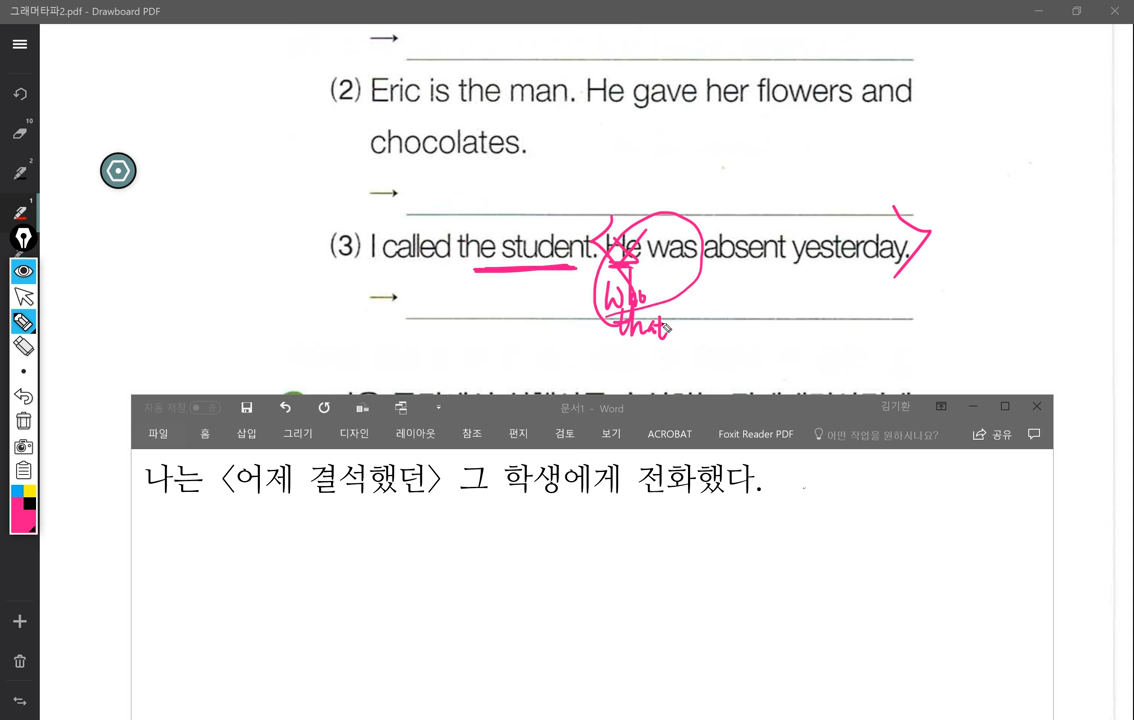 그래머타파2.pdf - Drawboard PDF
→
(2) Eric is the man. He gave her flowers and
chocolates.
→
(3) I called the student. He was absent yesterday.
→
who
that
10
2
1
자동 저장
문서1 - Word
김기환
파일 홈 삽입 그리기 디자인 레이아웃 참조 편지 검토 보기 ACROBAT Foxit Reader PDF 어떤 작업을 원하시나요? 공유
나는 〈어제 결석했던〉 그 학생에게 전화했다.